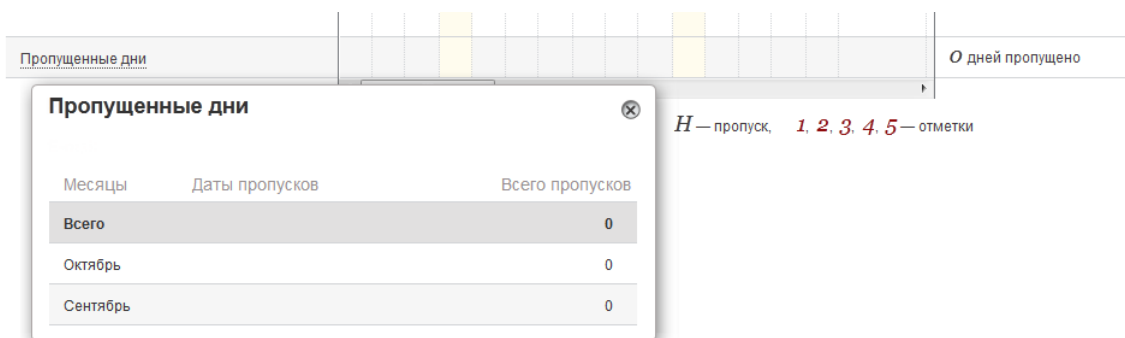 Пропущенные дни
0 дней пропущено
Пропущенные дни
Н — пропуск, 1, 2, 3, 4, 5 — отметки
Месяцы Даты пропусков Всего пропусков
Всего 0
Октябрь 0
Сентябрь 0